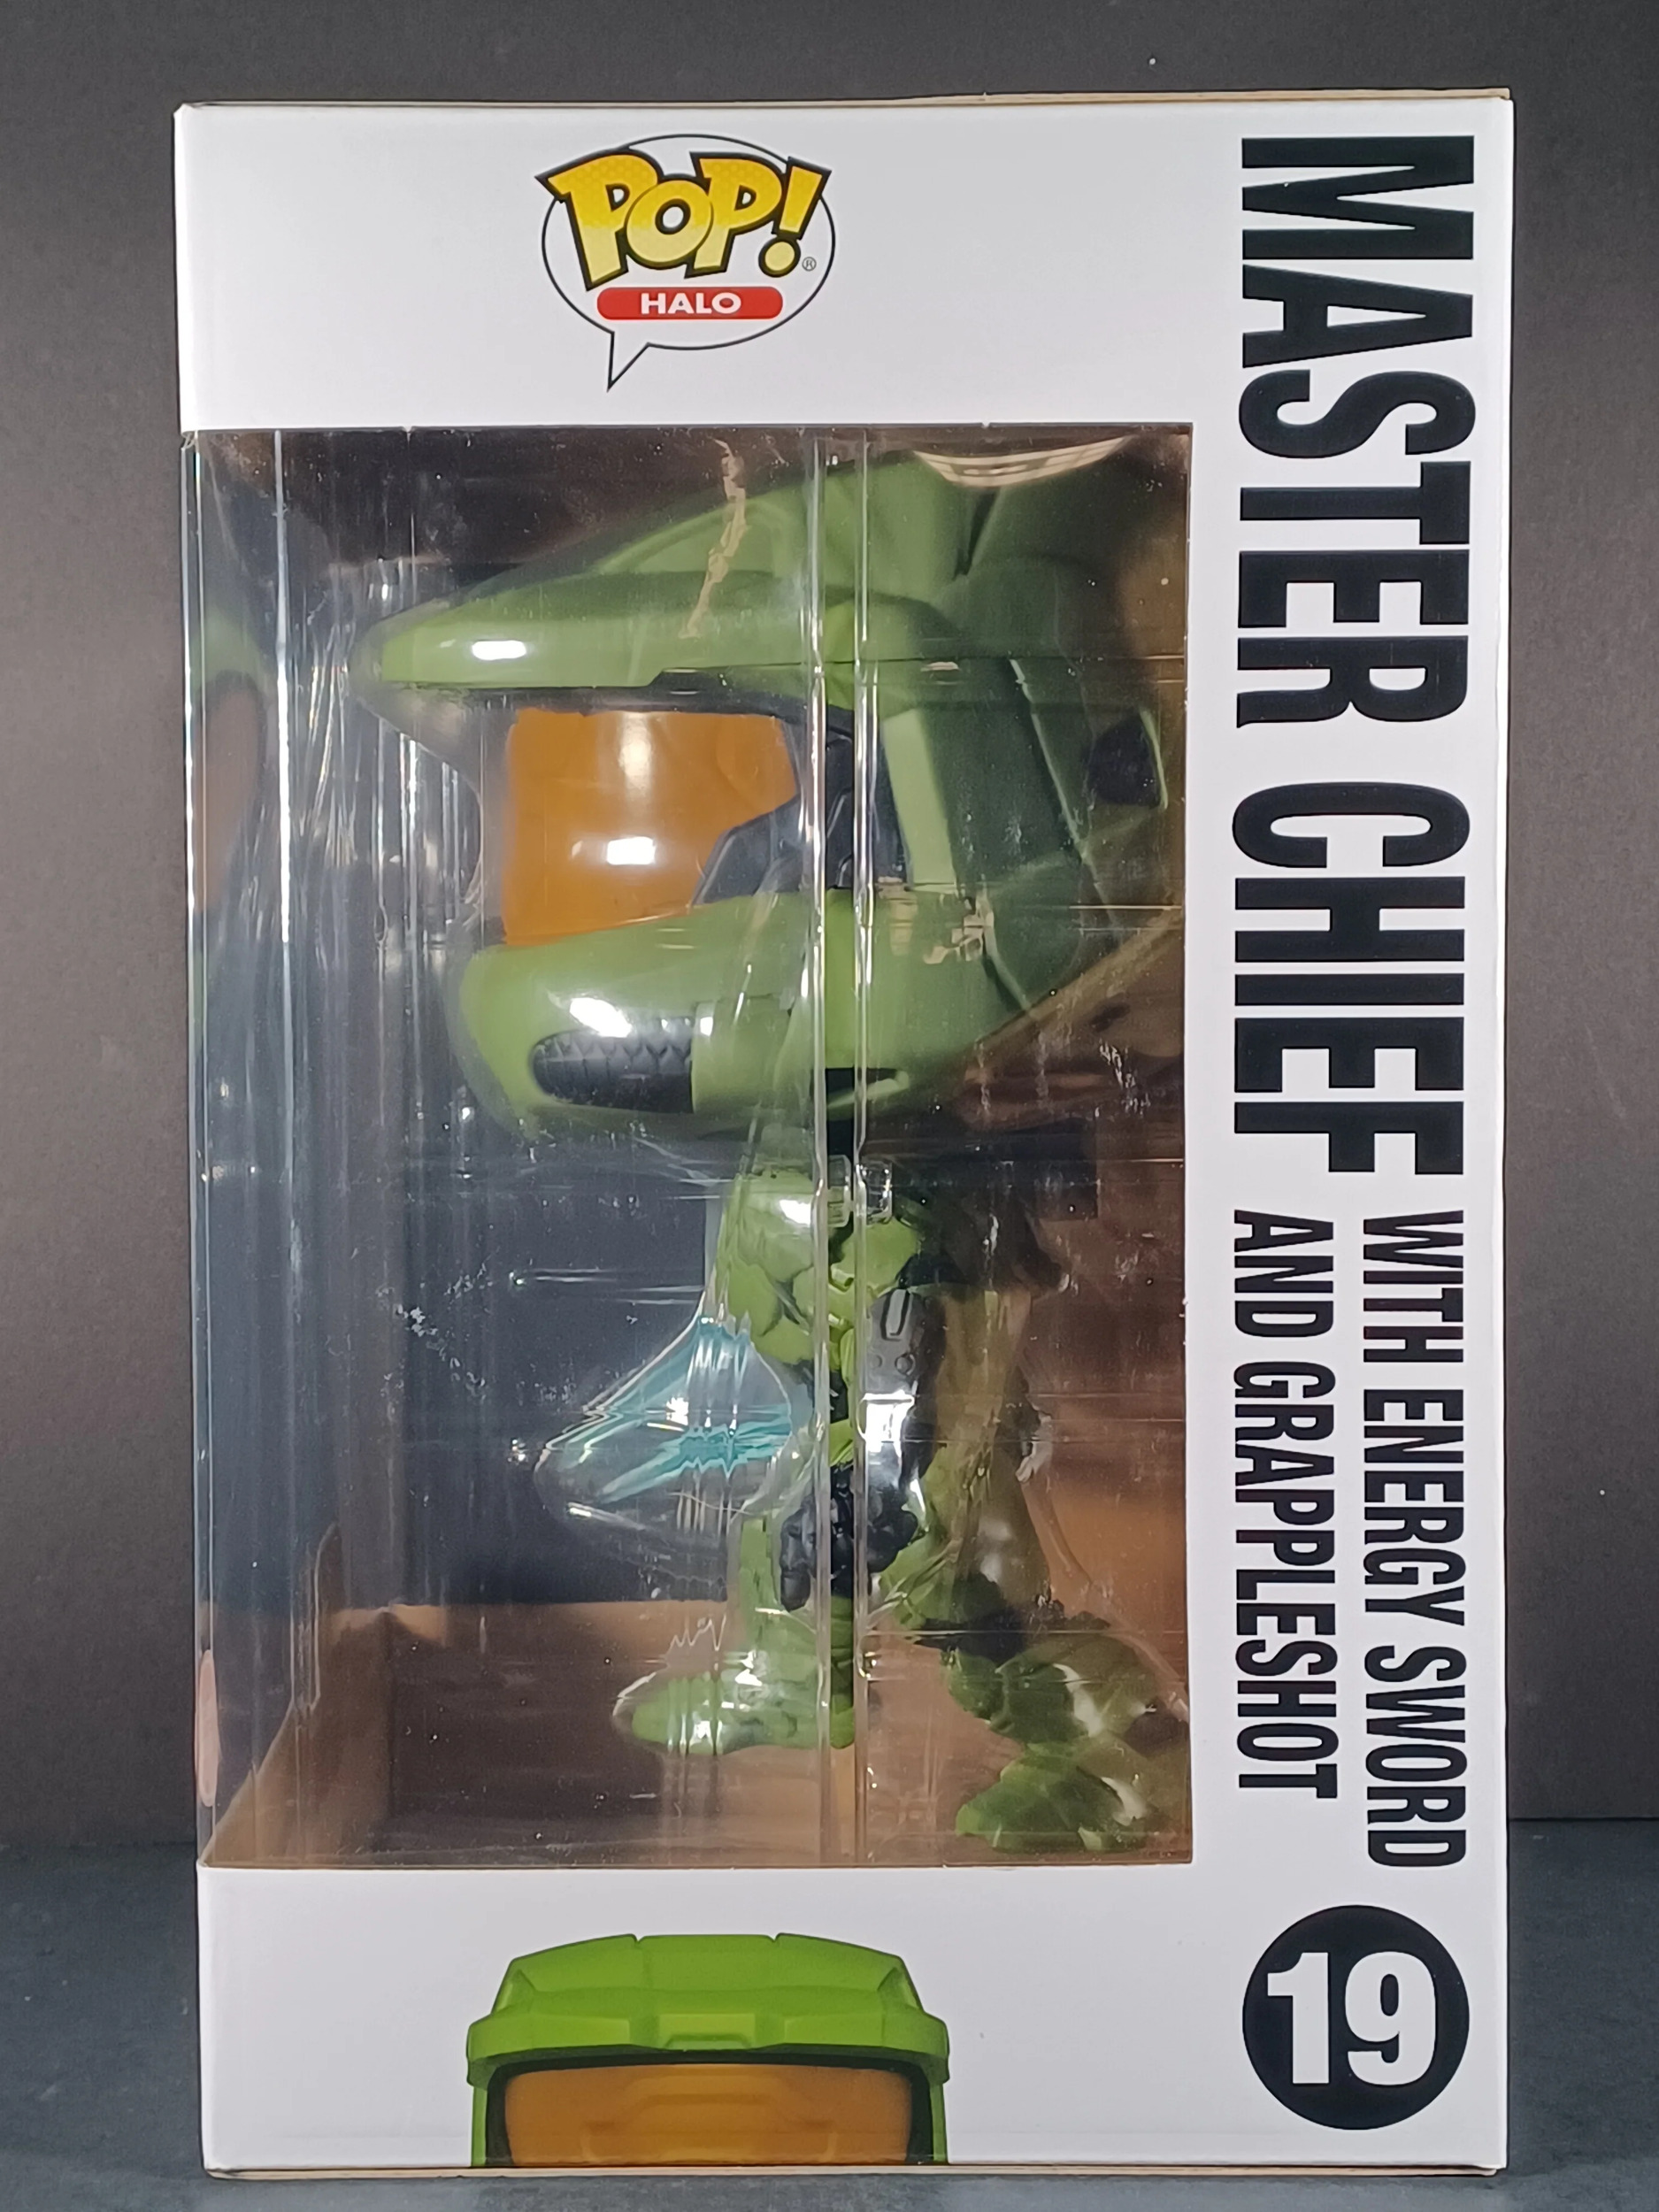 POP!®
HALO
MASTER CHIEF
WITH ENERGY SWORD
AND GRAPPLESHOT
19